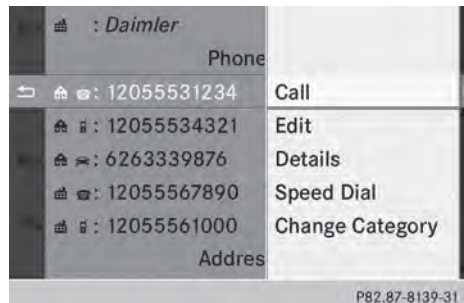 : Daimler
Phone
: 12055531234 Call
: 12055534321 Edit
: 6263339876 Details
: 12055567890 Speed Dial
: 12055561000 Change Category
Addres
P82.87-8139-31